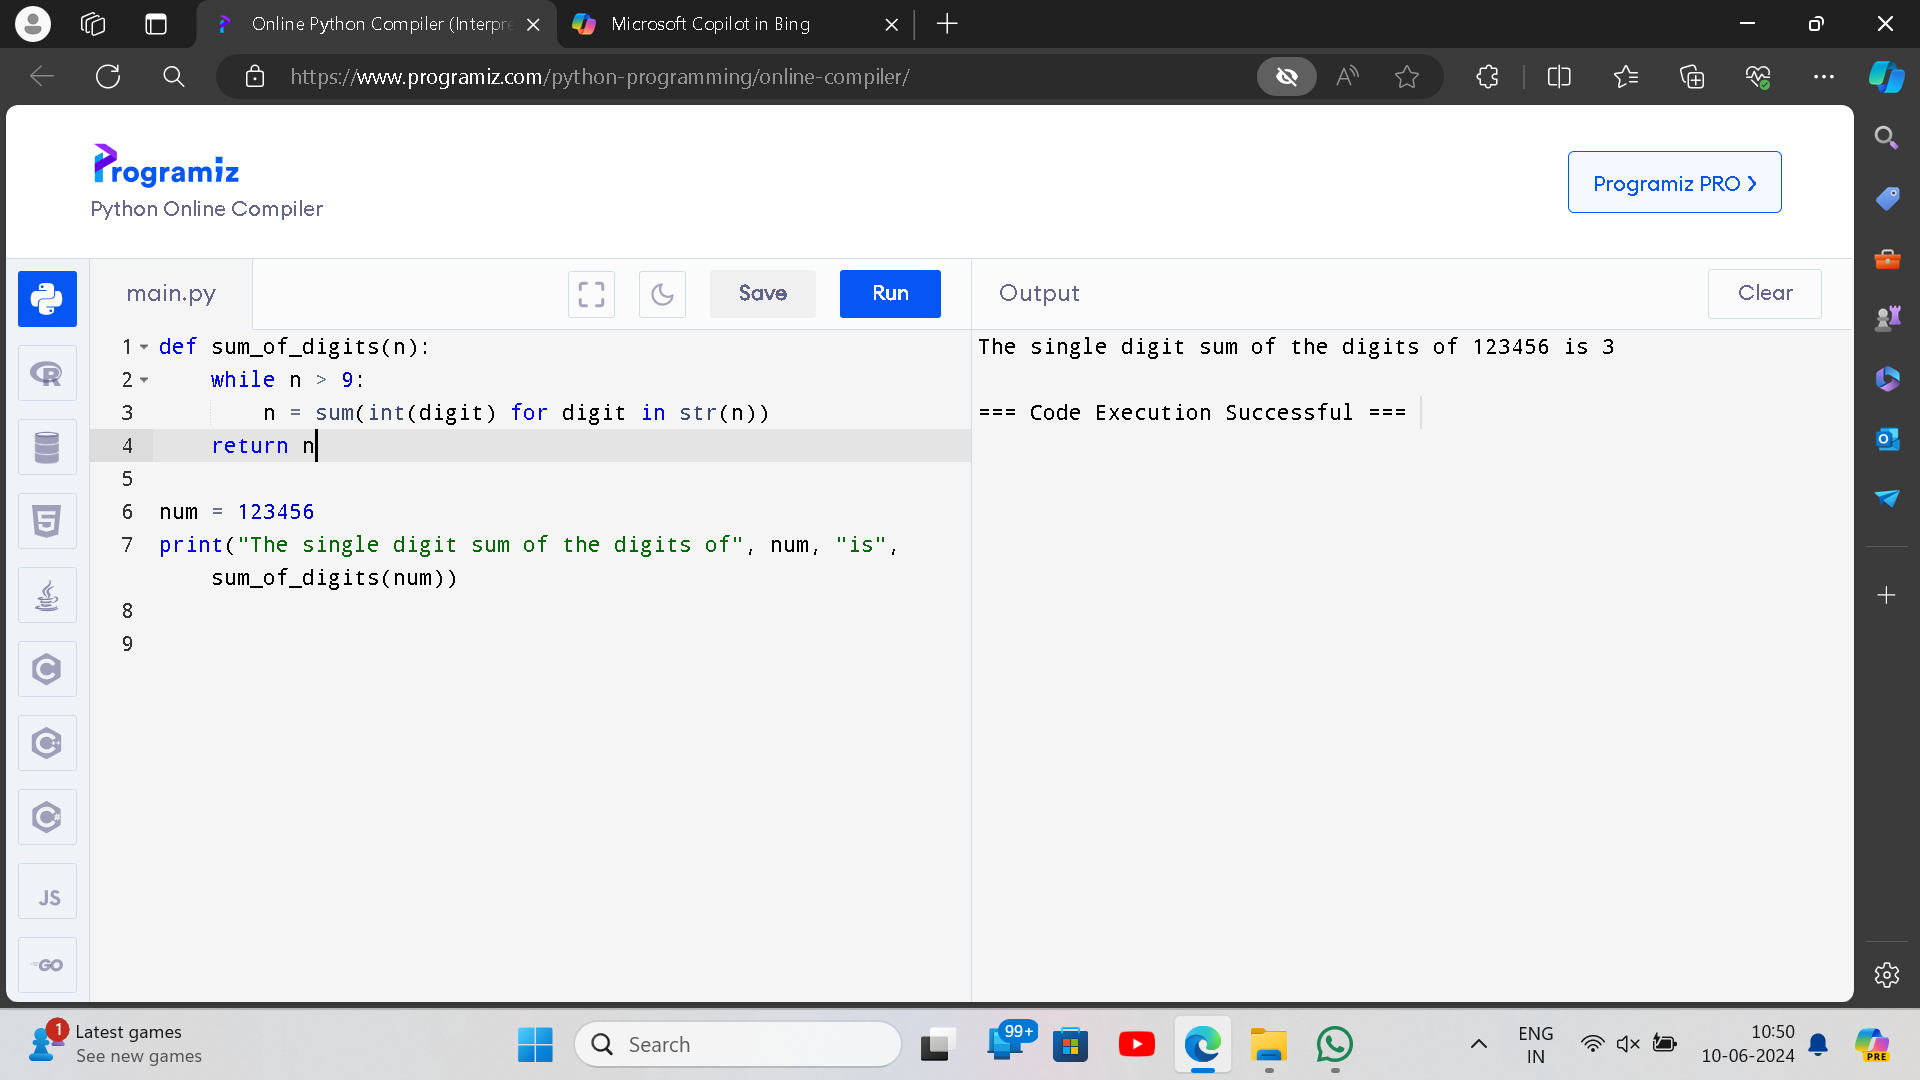 Online Python Compiler (Interpre
Microsoft Copilot in Bing
https://www.programiz.com/python-programming/online-compiler/
Programiz
Python Online Compiler
Programiz PRO
main.py
Save
Run
Output
Clear
1 def sum_of_digits(n):
2 while n > 9:
3 n = sum(int(digit) for digit in str(n))
4 return n
5
6 num = 123456
7 print("The single digit sum of the digits of", num, "is",
sum_of_digits(num))
8
9
The single digit sum of the digits of 123456 is 3
=== Code Execution Successful ===
R
5
C
C++
C#
JS
GO
1
Latest games
See new games
Search
99+
ENG
IN
10:50
10-06-2024
PRE